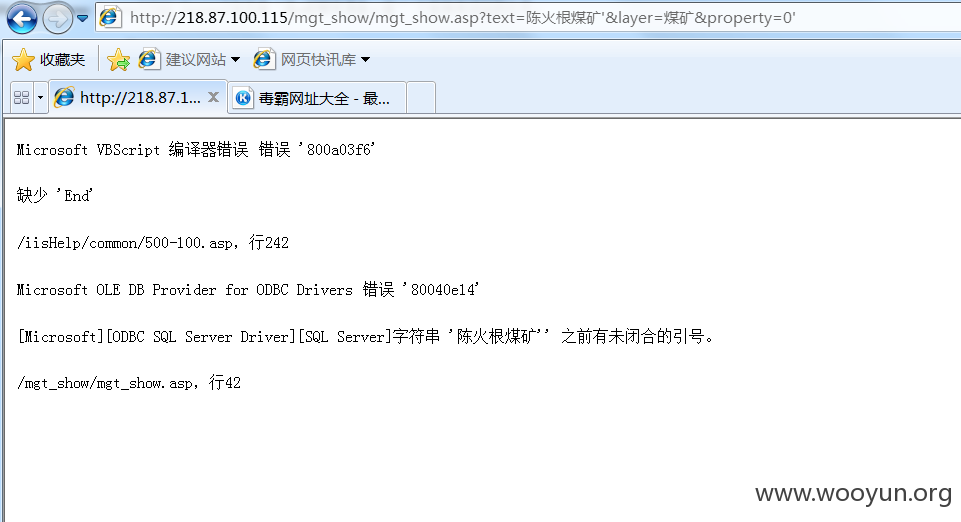 http://218.87.100.115/mgt_show/mgt_show.asp?text=陈火根煤矿'&layer=煤矿&property=0'
收藏夹 建议网站 网页快讯库
http://218.87.1... 毒霸网址大全 - 最...
Microsoft VBScript 编译器错误 错误 '800a03f6'
缺少 'End'
/iisHelp/common/500-100.asp，行242
Microsoft OLE DB Provider for ODBC Drivers 错误 '80040e14'
[Microsoft][ODBC SQL Server Driver][SQL Server]字符串 '陈火根煤矿'' 之前有未闭合的引号。
/mgt_show/mgt_show.asp，行42
www.wooyun.org